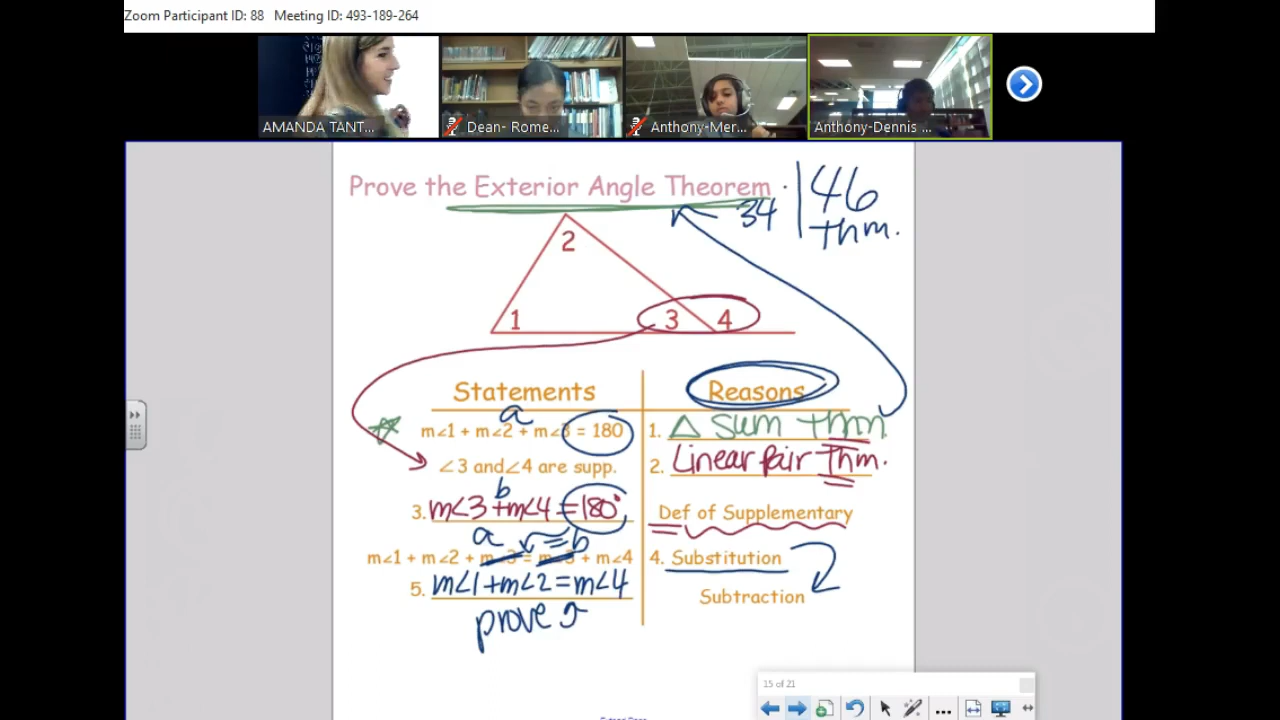 Zoom Participant ID: 88 Meeting ID: 493-189-264
AMANDA TANT...
Dean- Rome...
Anthony-Mer...
Anthony-Dennis ...
Prove the Exterior Angle Theorem
34
46
thm.
2
1
3
4
Statements
Reasons
a
m∠1 + m∠2 + m∠3 = 180
1. △ sum thm
∠3 and∠4 are supp.
2. Linear pair Thm.
b
3. m∠3 + m∠4 = 180°
Def of Supplementary
a = b
m∠1 + m∠2 + m∠3 = m∠3 + m∠4
4. Substitution
5. m∠1 + m∠2 = m∠4
Subtraction
prove
15 of 21